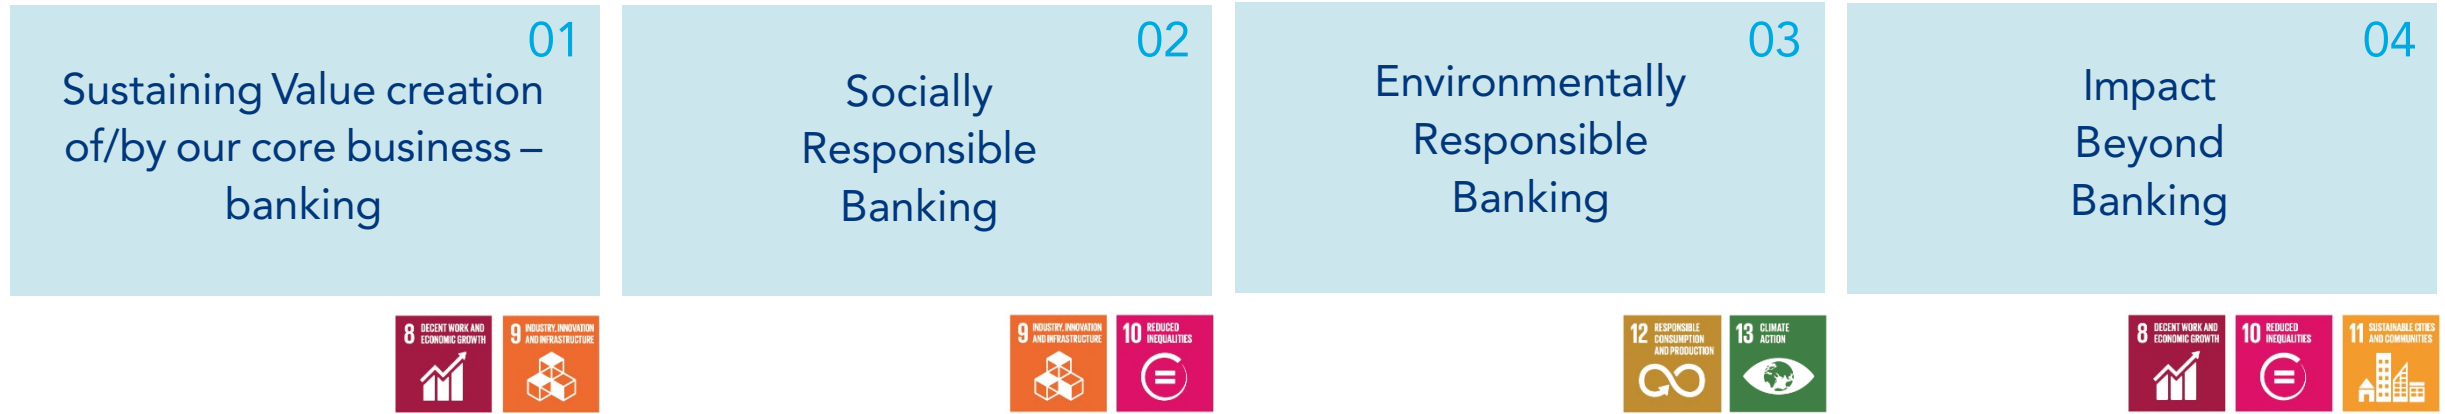 01
Sustaining Value creation
of/by our core business –
banking
8 DECENT WORK AND
ECONOMIC GROWTH
9 INDUSTRY, INNOVATION
AND INFRASTRUCTURE
02
Socially
Responsible
Banking
9 INDUSTRY, INNOVATION
AND INFRASTRUCTURE
10 REDUCED
INEQUALITIES
03
Environmentally
Responsible
Banking
12 RESPONSIBLE
CONSUMPTION
AND PRODUCTION
13 CLIMATE
ACTION
04
Impact
Beyond
Banking
8 DECENT WORK AND
ECONOMIC GROWTH
10 REDUCED
INEQUALITIES
11 SUSTAINABLE CITIES
AND COMMUNITIES